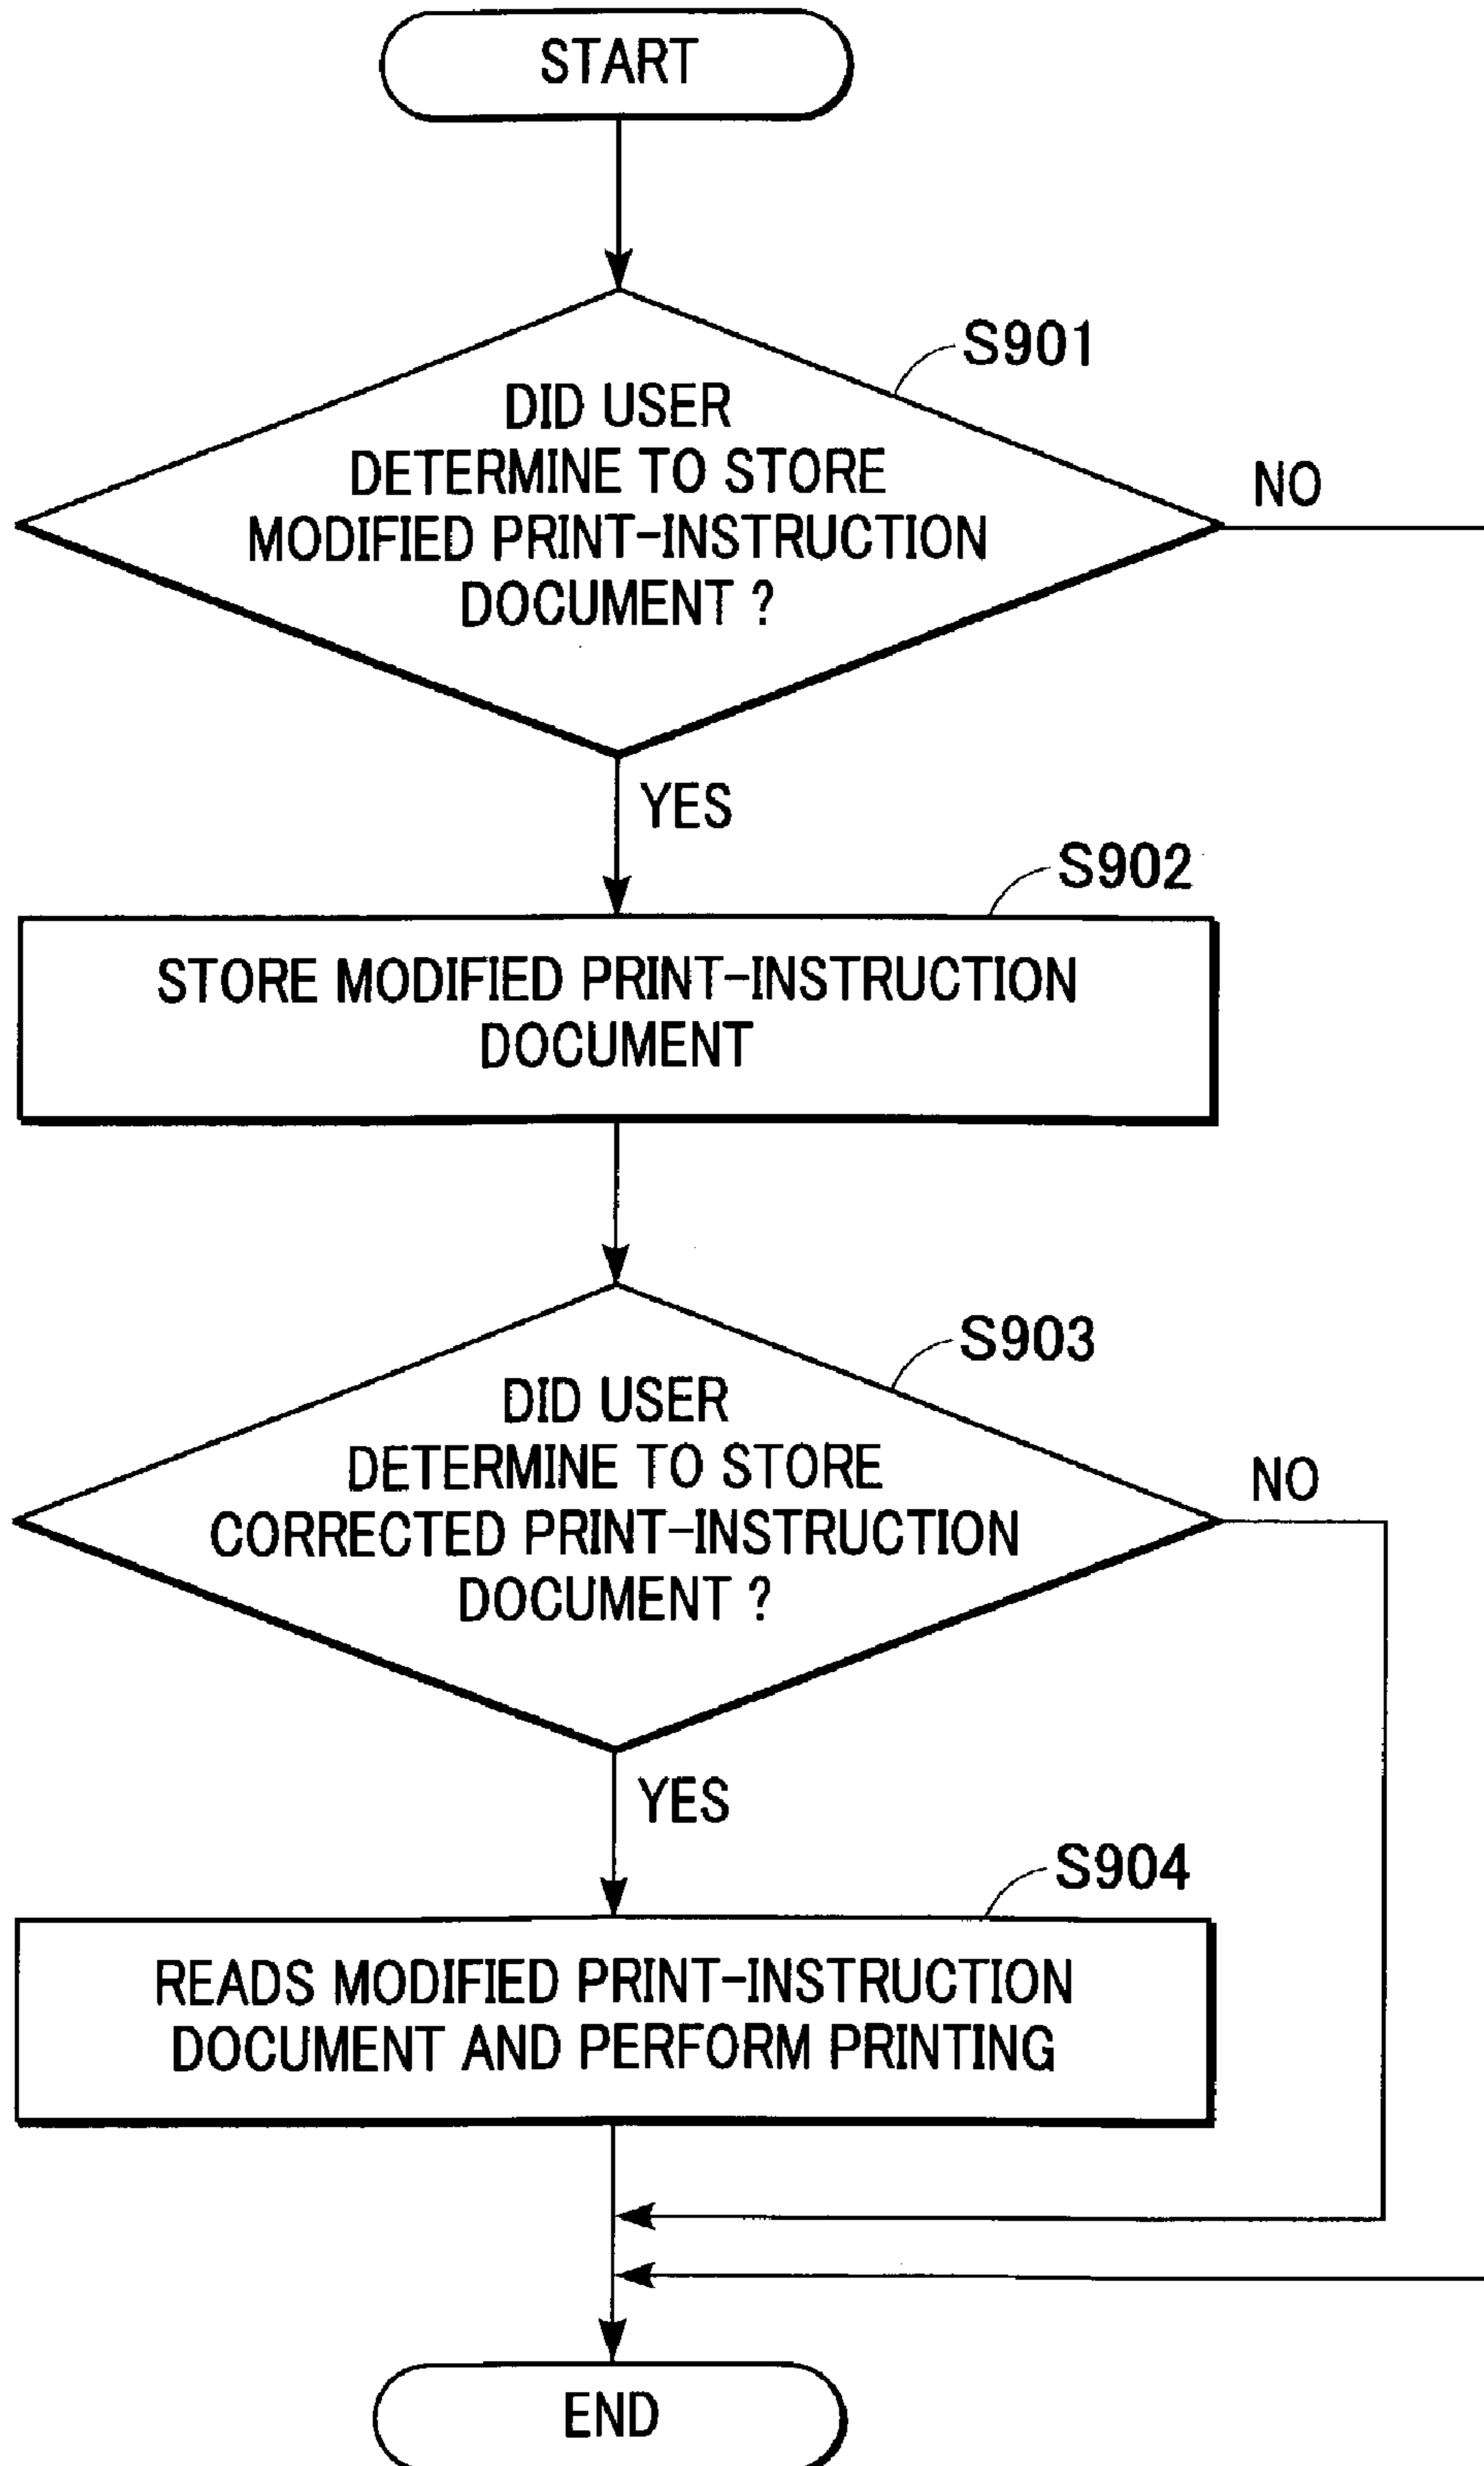 START
S901
DID USER
DETERMINE TO STORE
MODIFIED PRINT-INSTRUCTION
DOCUMENT ?
NO
YES
S902
STORE MODIFIED PRINT-INSTRUCTION
DOCUMENT
S903
DID USER
DETERMINE TO STORE
CORRECTED PRINT-INSTRUCTION
DOCUMENT ?
NO
YES
S904
READS MODIFIED PRINT-INSTRUCTION
DOCUMENT AND PERFORM PRINTING
END